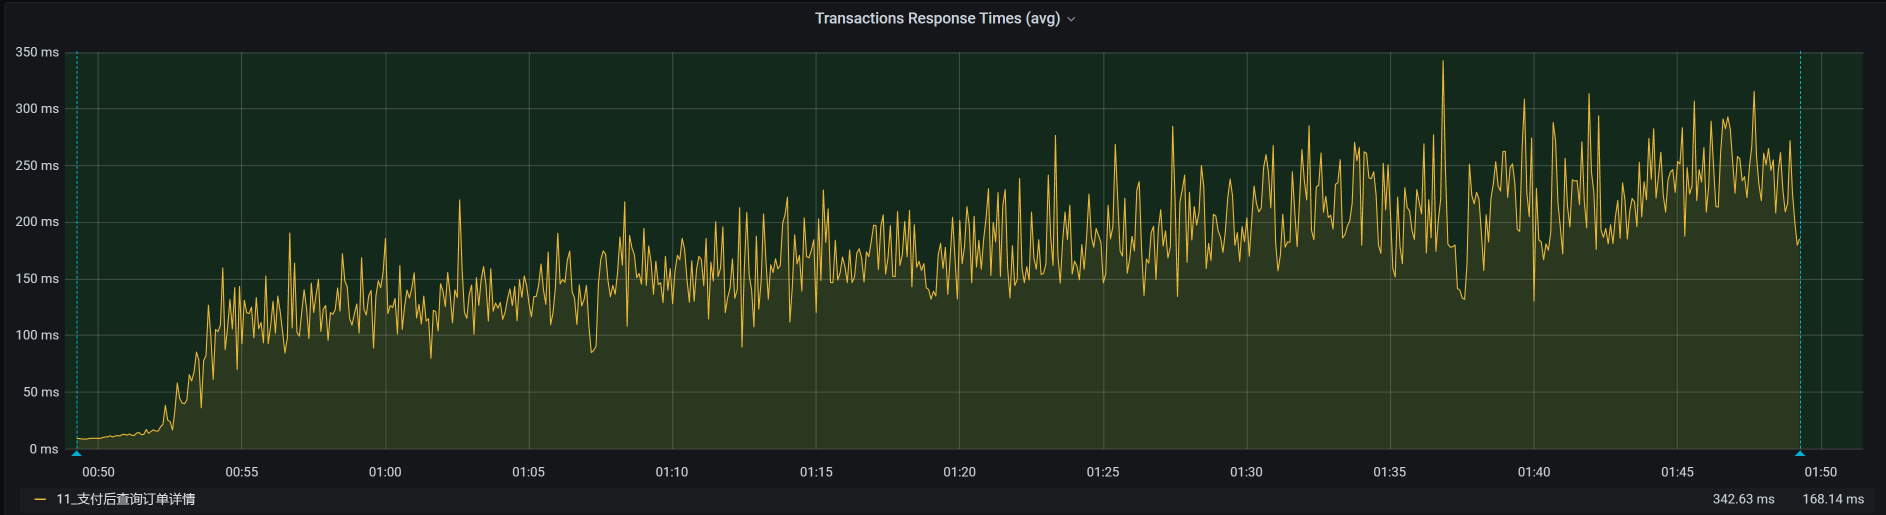 Transactions Response Times (avg)
350 ms
300 ms
250 ms
200 ms
150 ms
100 ms
50 ms
0 ms
00:50 00:55 01:00 01:05 01:10 01:15 01:20 01:25 01:30 01:35 01:40 01:45 01:50
11_支付后查询订单详情 342.63 ms 168.14 ms